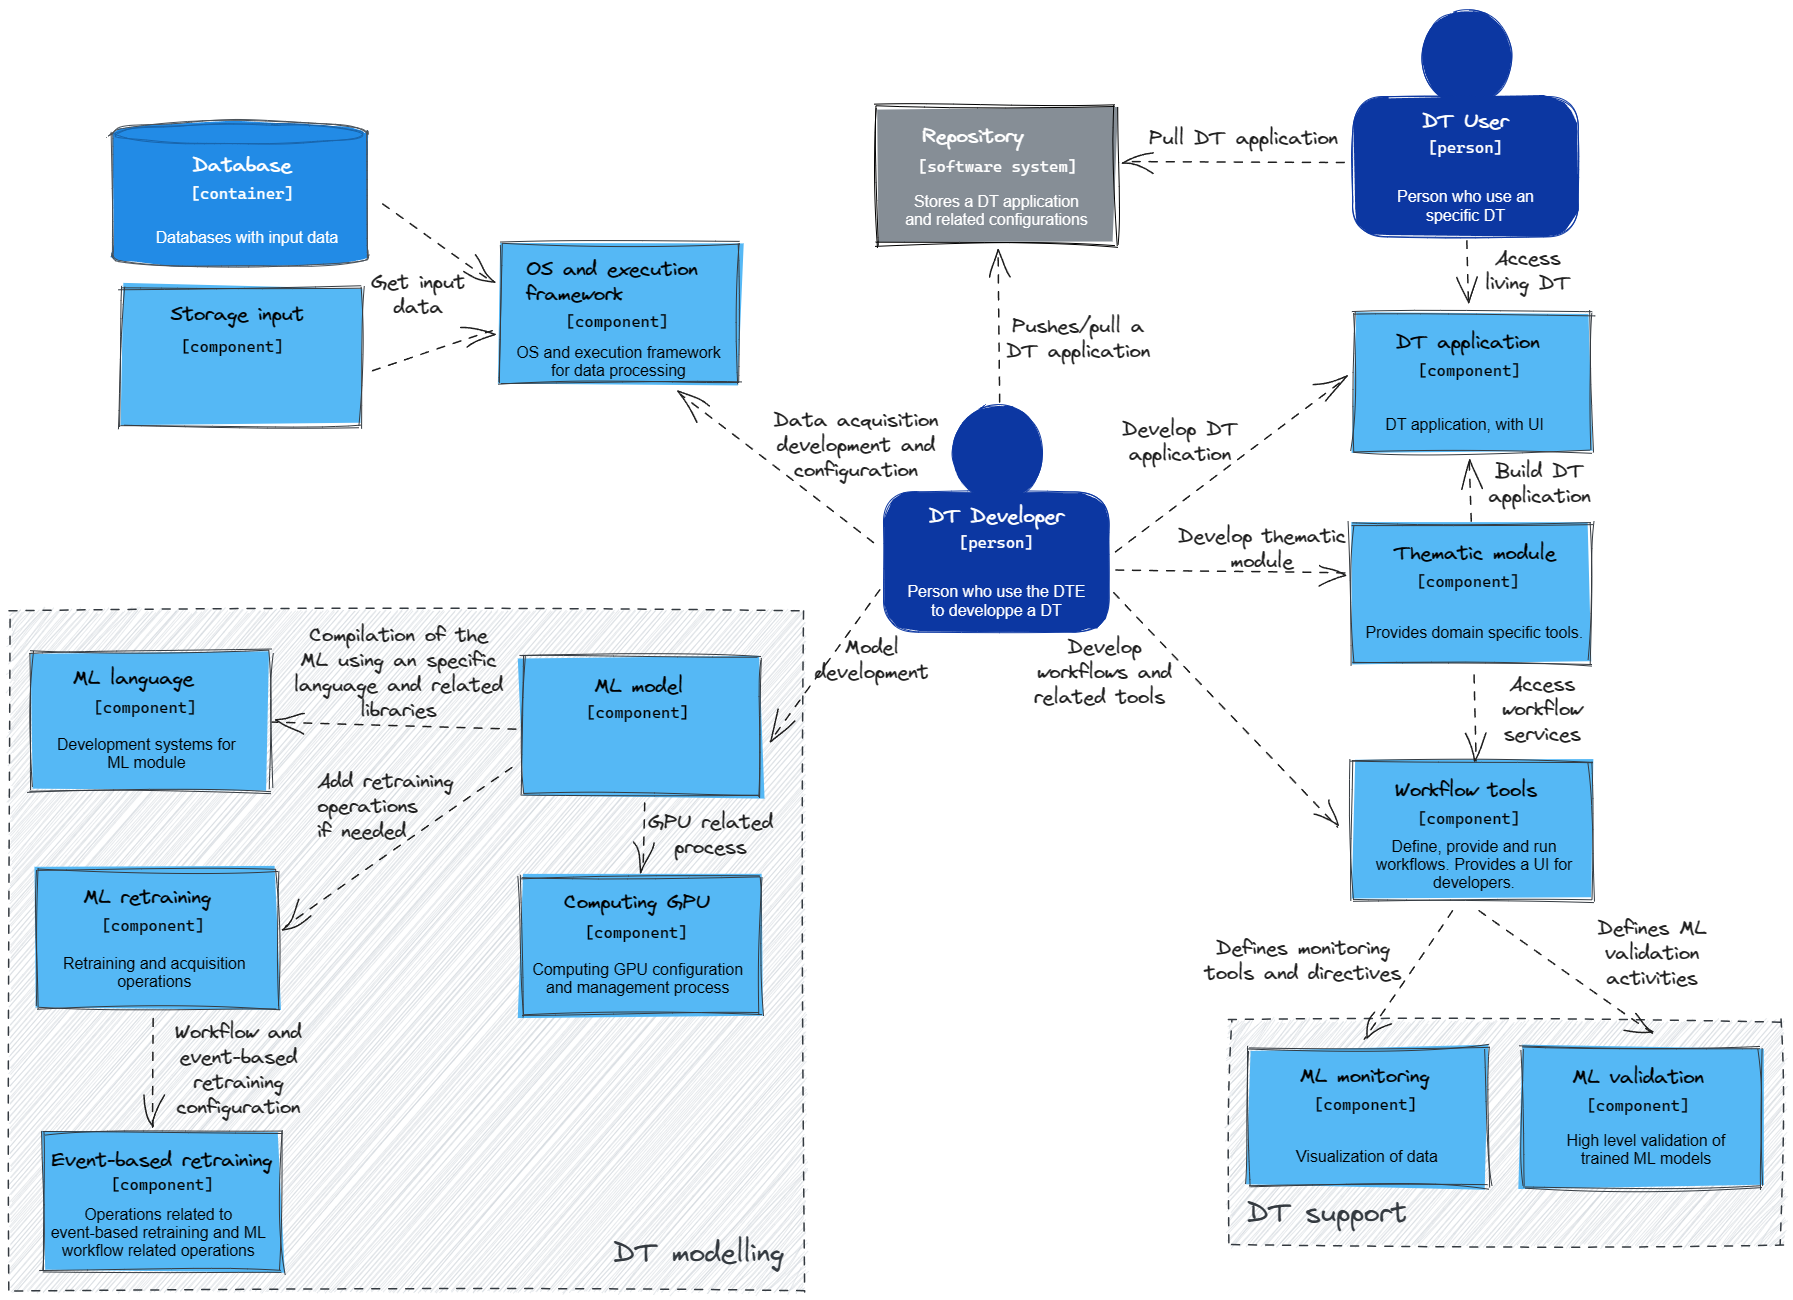 DT User
[person]
Person who use an
specific DT
Pull DT application
Repository
[software system]
Stores a DT application
and related configurations
Database
[container]
Databases with input data
Get input
data
Storage input
[component]
OS and execution
framework
[component]
OS and execution framework
for data processing
Access
living DT
Pushes/pull a
DT application
DT application
[component]
DT application, with UI
Data acquisition
development and
configuration
Develop DT
application
Build DT
application
DT Developer
[person]
Person who use the DTE
to developpe a DT
Develop thematic
module
Thematic module
[component]
Provides domain specific tools.
Model
development
Develop
workflows and
related tools
Access
workflow
services
Compilation of the
ML using an specific
language and related
libraries
ML language
[component]
Development systems for
ML module
ML model
[component]
Add retraining
operations
if needed
GPU related
process
Workflow tools
[component]
Define, provide and run
workflows. Provides a UI for
developers.
ML retraining
[component]
Retraining and acquisition
operations
Computing GPU
[component]
Computing GPU configuration
and management process
Defines monitoring
tools and directives
Defines ML
validation
activities
Workflow and
event-based
retraining
configuration
Event-based retraining
[component]
Operations related to
event-based retraining and ML
workflow related operations
DT modelling
ML monitoring
[component]
Visualization of data
ML validation
[component]
High level validation of
trained ML models
DT support